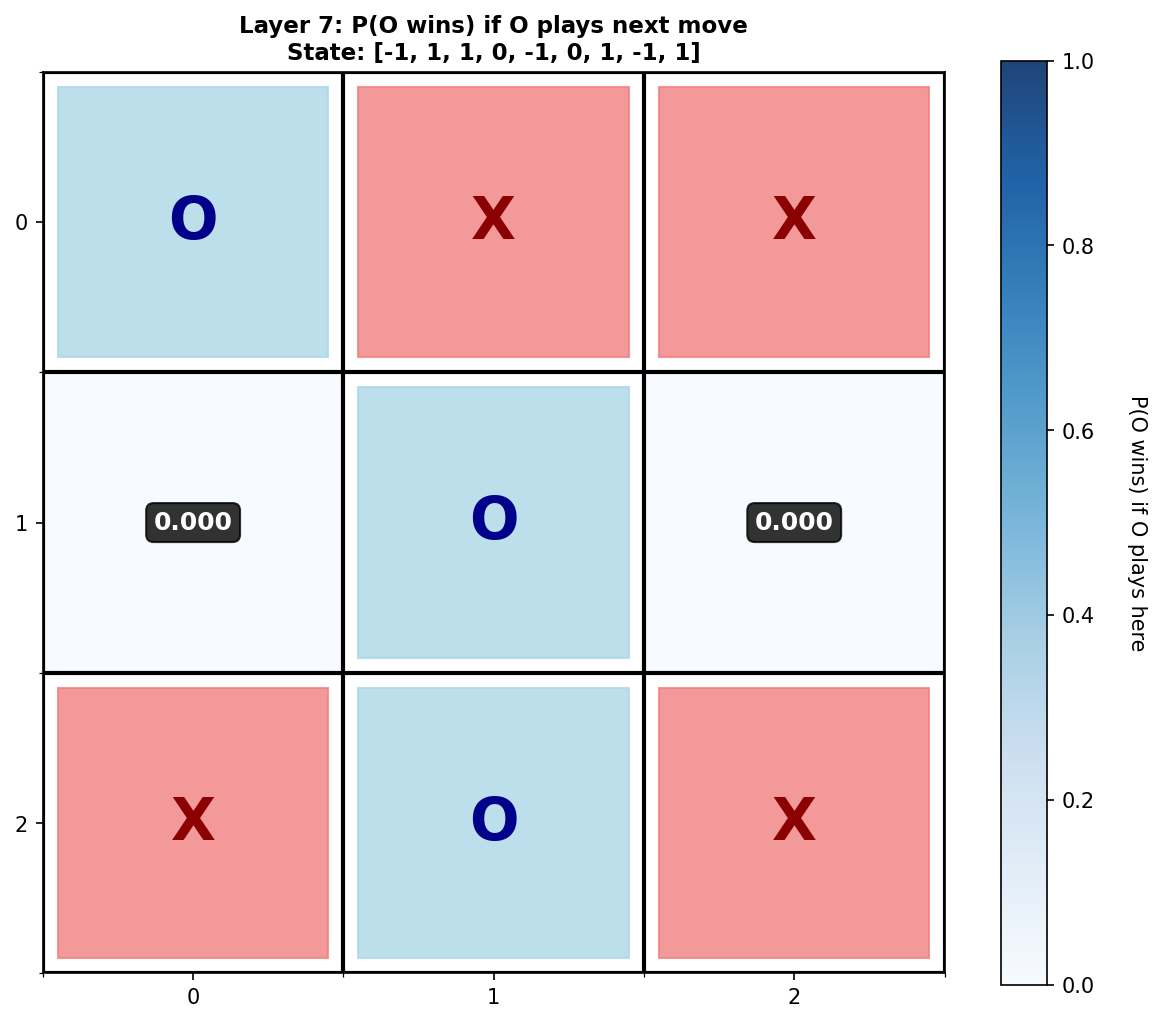 Layer 7: P(O wins) if O plays next move
State: [-1, 1, 1, 0, -1, 0, 1, -1, 1]
0
O
X
X
1
0.000
O
0.000
2
X
O
X
0
1
2
1.0
0.8
0.6
0.4
0.2
0.0
P(O wins) if O plays here